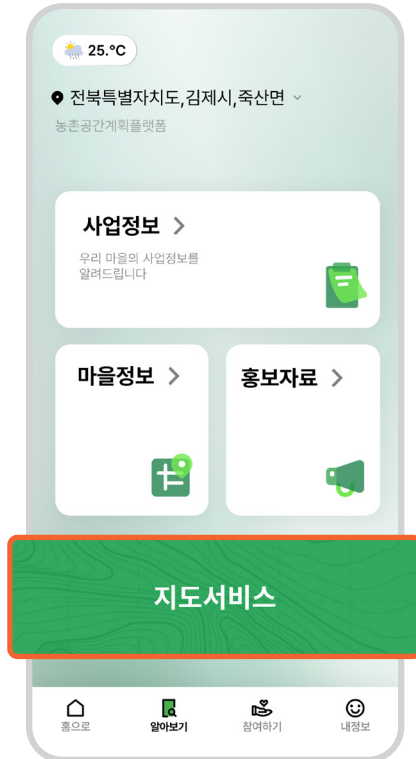 25.°C
전북특별자치도,김제시,죽산면
농촌공간계획플랫폼
사업정보
우리 마을의 사업정보를
알려드립니다
마을정보
홍보자료
지도서비스
홈으로
알아보기
참여하기
내정보